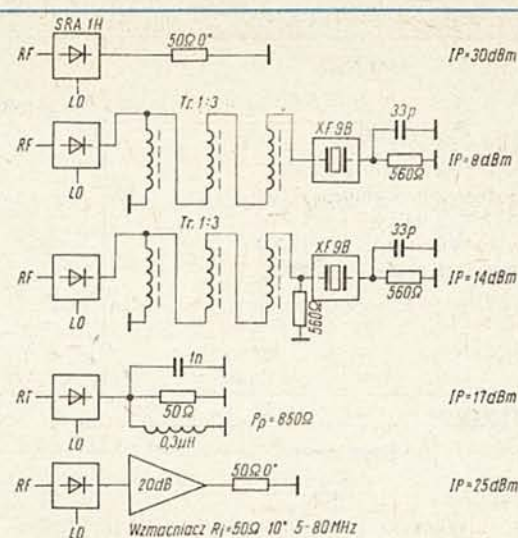 SRA 1H
RF
LO
50Ω 0°
IP=30dBm
Tr. 1:3
RF
LO
XF9B
33p
560Ω
IP=8dBm
Tr. 1:3
RF
LO
560Ω
XF9B
33p
560Ω
IP=14dBm
RF
LO
1n
50Ω
0,3µH
Rρ=850Ω
IP=17dBm
RF
LO
20dB
50Ω 0°
IP=25dBm
Wzmacniacz Ri=50Ω 10° 5-80MHz